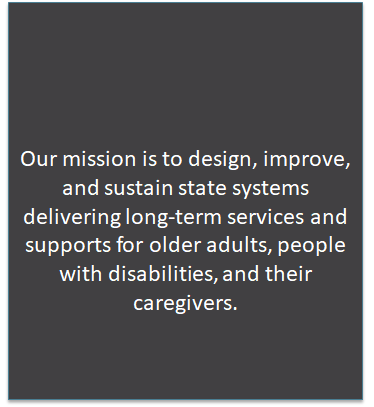 Our mission is to design, improve,
and sustain state systems
delivering long-term services and
supports for older adults, people
with disabilities, and their
caregivers.